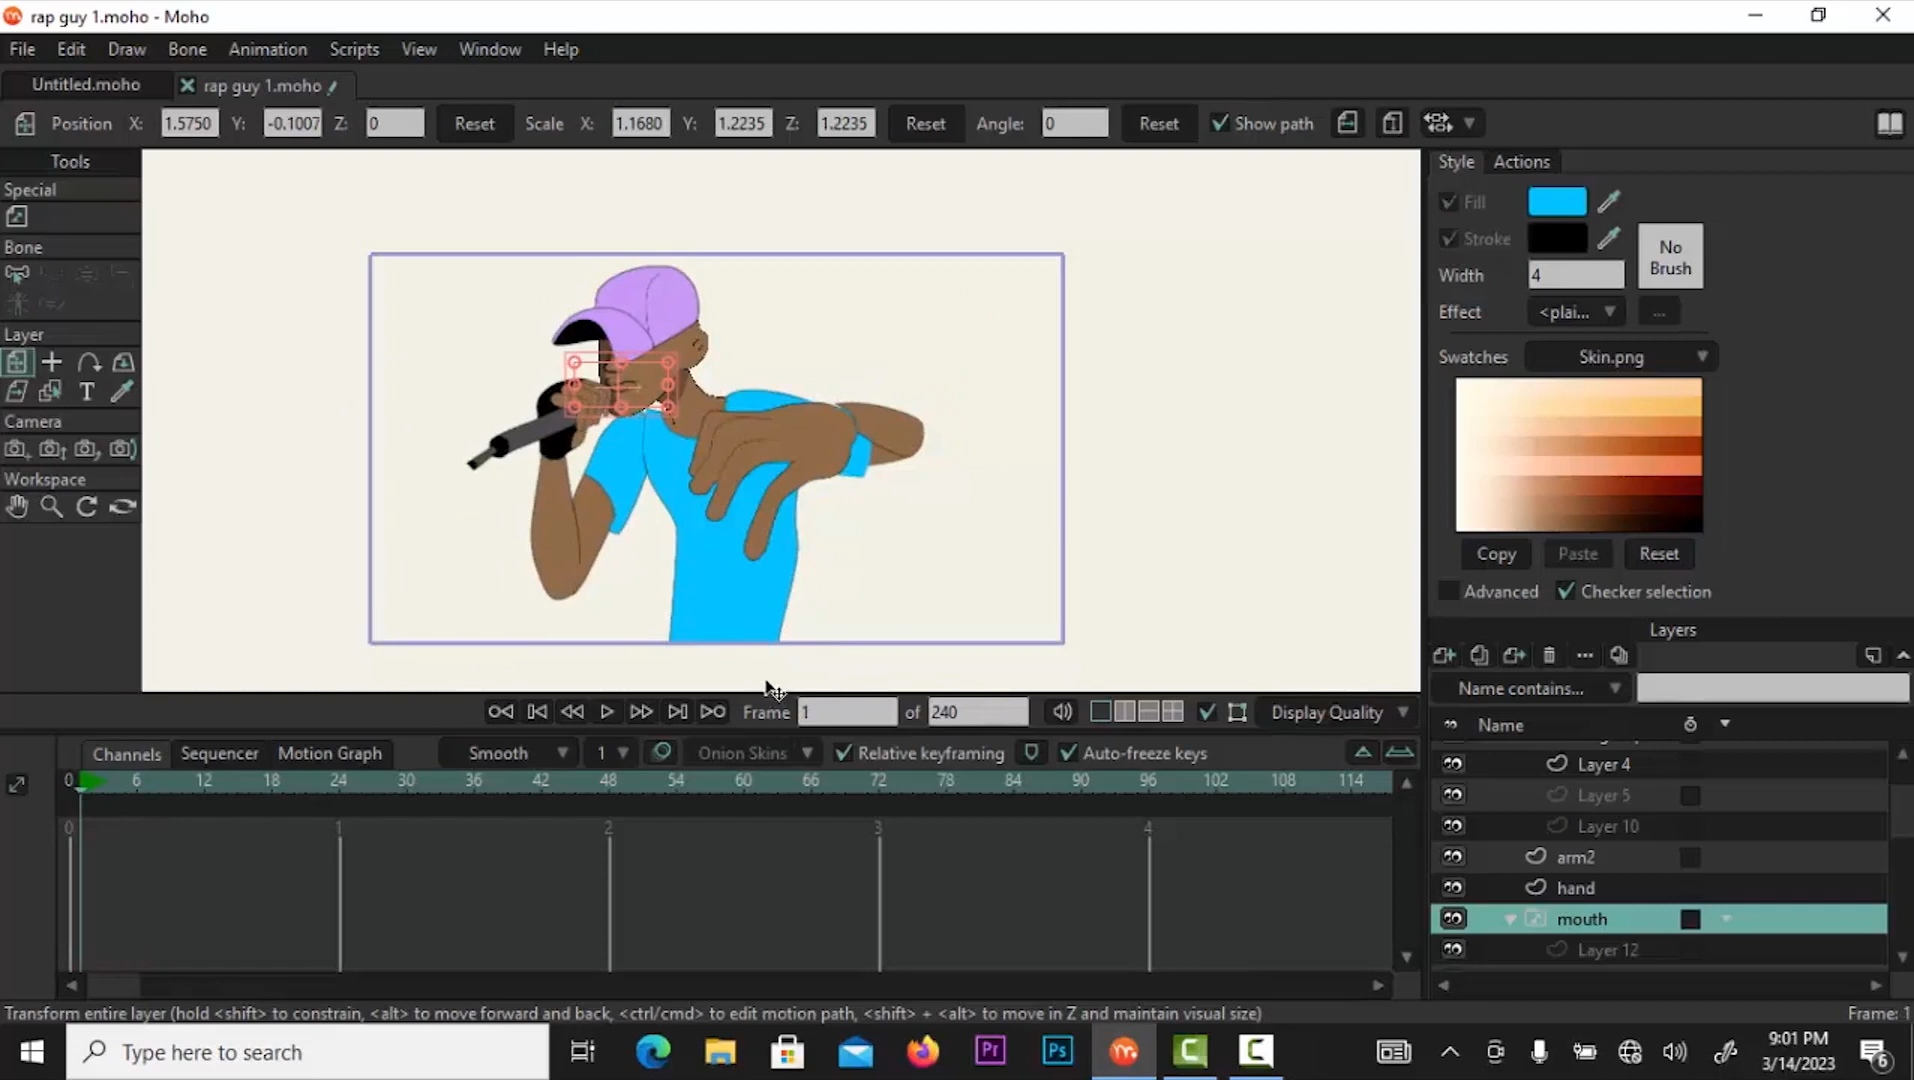 rap guy 1.moho - Moho
File Edit Draw Bone Animation Scripts View Window Help
Untitled.moho rap guy 1.moho
Position X: 1.5750 Y: -0.1007 Z: 0 Reset Scale X: 1.1680 Y: 1.2235 Z: 1.2235 Reset Angle: 0 Reset Show path
Tools
Special
Bone
Layer
T
Camera
Workspace
Style Actions
Fill
Stroke
No Brush
Width 4
Effect <plai... ...
Swatches Skin.png
Copy Paste Reset
Advanced Checker selection
Layers
Name contains...
Name
Layer 4
Layer 5
Layer 10
arm2
hand
mouth
Layer 12
Frame 1 of 240 Display Quality
Channels Sequencer Motion Graph Smooth 1 Onion Skins Relative keyframing Auto-freeze keys
0 6 12 18 24 30 36 42 48 54 60 66 72 78 84 90 96 102 108 114
0 1 2 3 4
Transform entire layer (hold <shift> to constrain, <alt> to move forward and back, <ctrl/cmd> to edit motion path, <shift> + <alt> to move in Z and maintain visual size) Frame: 1
Type here to search
Pr Ps
9:01 PM
3/14/2023
6